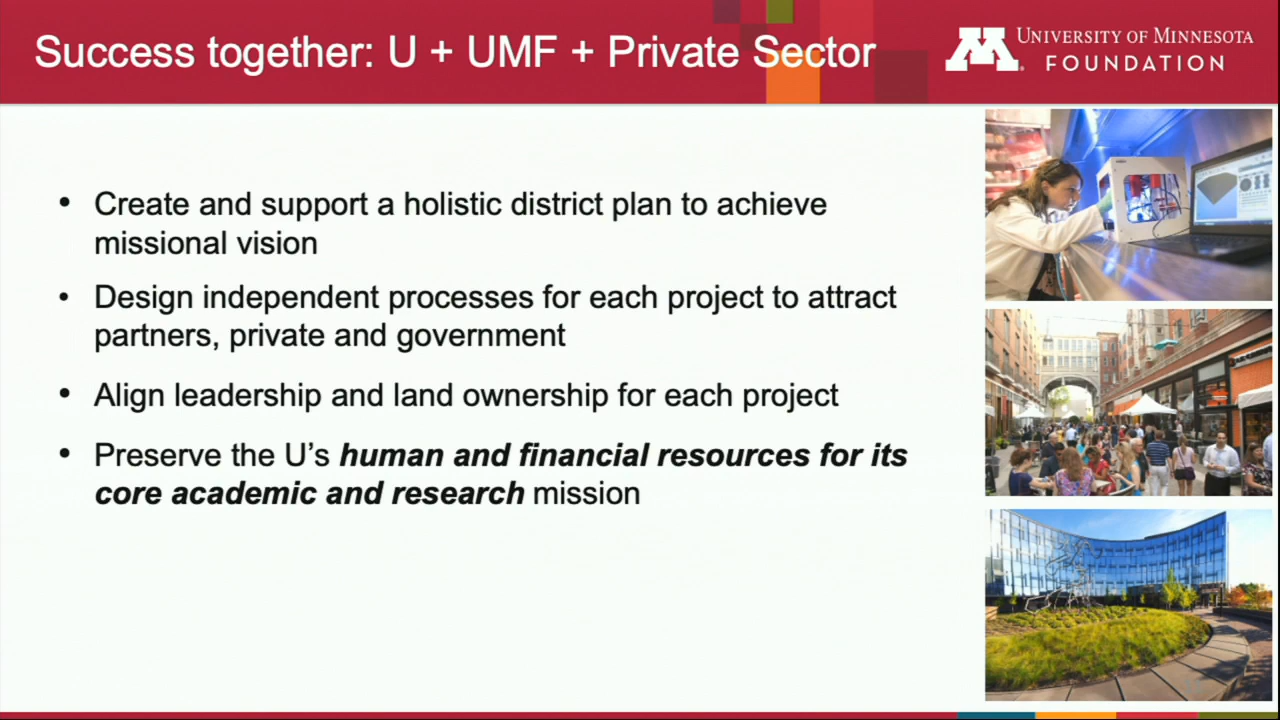 Success together: U + UMF + Private Sector
M
UNIVERSITY OF MINNESOTA
FOUNDATION
• Create and support a holistic district plan to achieve
missional vision
• Design independent processes for each project to attract
partners, private and government
• Align leadership and land ownership for each project
• Preserve the U’s human and financial resources for its
core academic and research mission